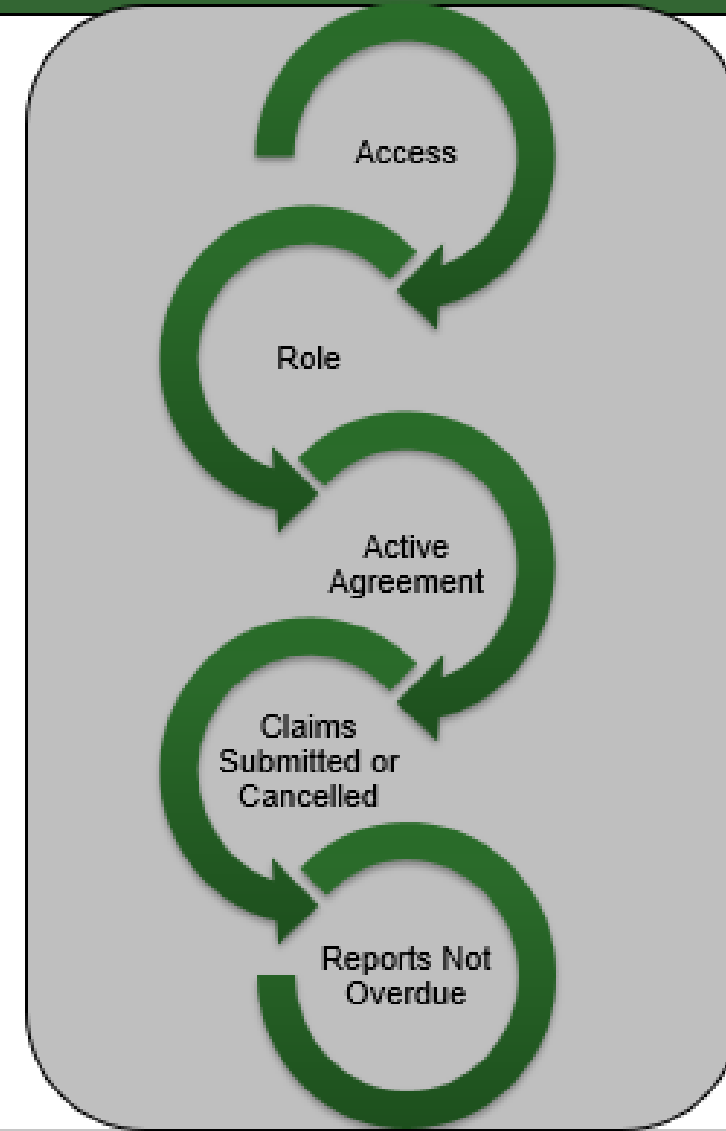 Access
Role
Active
Agreement
Claims
Submitted or
Cancelled
Reports Not
Overdue